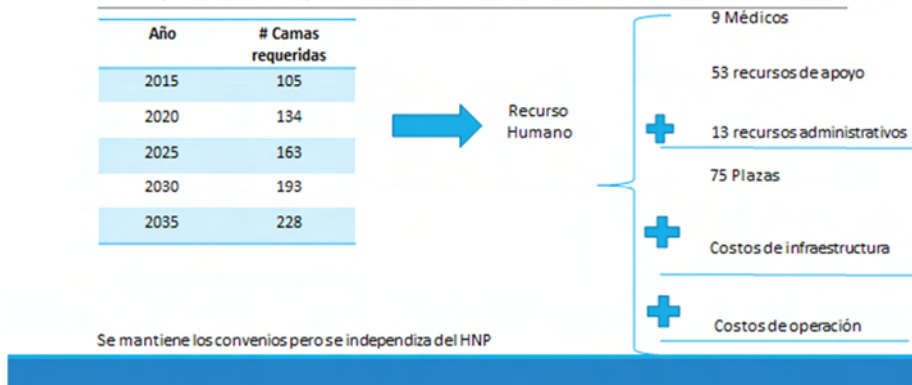 Año # Camas
requeridas
2015 105
2020 134
2025 163
2030 193
2035 228
Recurso
Humano
9 Médicos
53 recursos de apoyo
13 recursos administrativos
75 Plazas
Costos de infraestructura
Costos de operación
Se mantiene los convenios pero se independiza del HNP